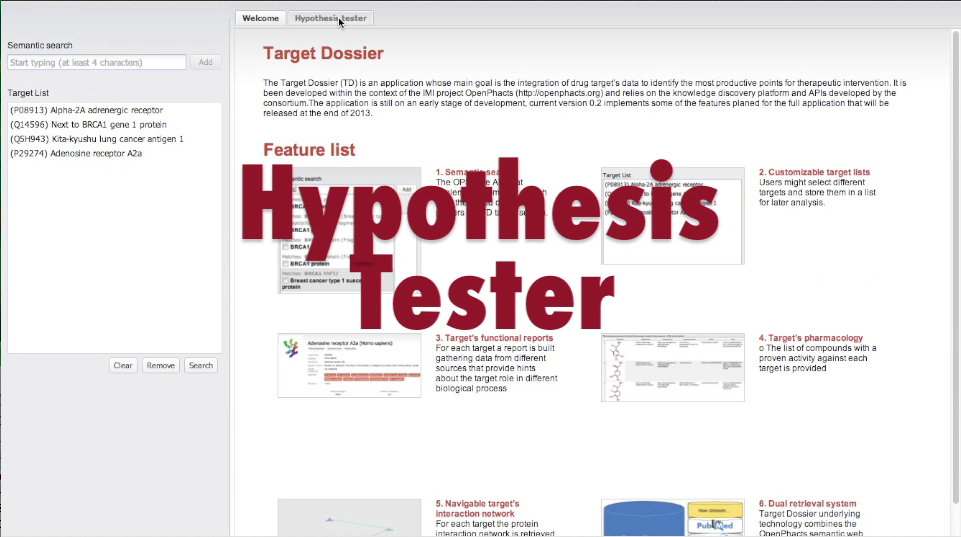 Welcome
Hypothesis tester
Semantic search
Start typing (at least 4 characters)
Add
Target List
(P08913) Alpha-2A adrenergic receptor
(Q14596) Next to BRCA1 gene 1 protein
(Q5H943) Kita-kyushu lung cancer antigen 1
(P29274) Adenosine receptor A2a
Clear
Remove
Search
Target Dossier
The Target Dossier (TD) is an application whose main goal is the integration of drug target's data to identify the most productive points for therapeutic intervention. It is
been developed within the context of the IMI project OpenPhacts (http://openphacts.org) and relies on the knowledge discovery platform and APIs developed by the
consortium.The application is still on an early stage of development, current version 0.2 implements some of the features planed for the full application that will be
released at the end of 2013.
Feature list
Hypothesis
Tester
Add
BRCA1 protein
Breast cancer type 1
protein
1. Semantic
The
2. Customizable target lists
Users might select different
targets and store them in a list
for later analysis.
Target List
(P08913) Alpha-2A adrenergic receptor
Adenosine receptor A2a (Homo sapiens)
3. Target's functional reports
For each target a report is built
gathering data from different
sources that provide hints
about the target role in different
biological process
4. Target's pharmacology
o The list of compounds with a
proven activity against each
target is provided
5. Navigable target's
interaction network
For each target the protein
interaction network is retrieved
PubMed
6. Dual retrieval system
Target Dossier underlying
technology combines the
OpenPhacts semantic web